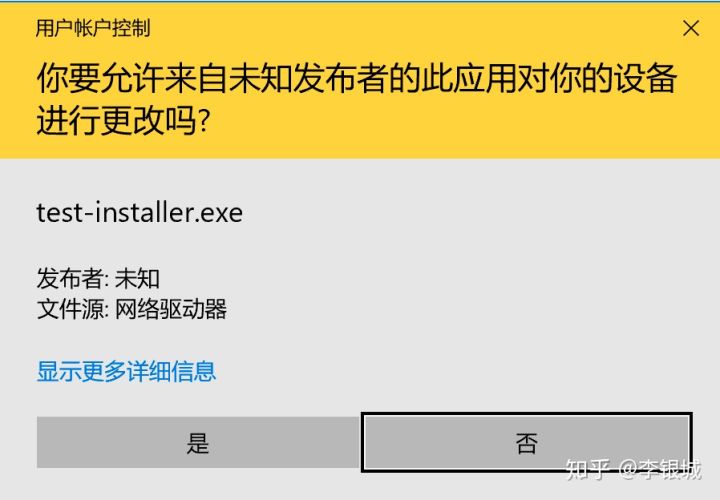 用户帐户控制
你要允许来自未知发布者的此应用对你的设备
进行更改吗?
test-installer.exe
发布者: 未知
文件源: 网络驱动器
显示更多详细信息
是
否
知乎 @李银城